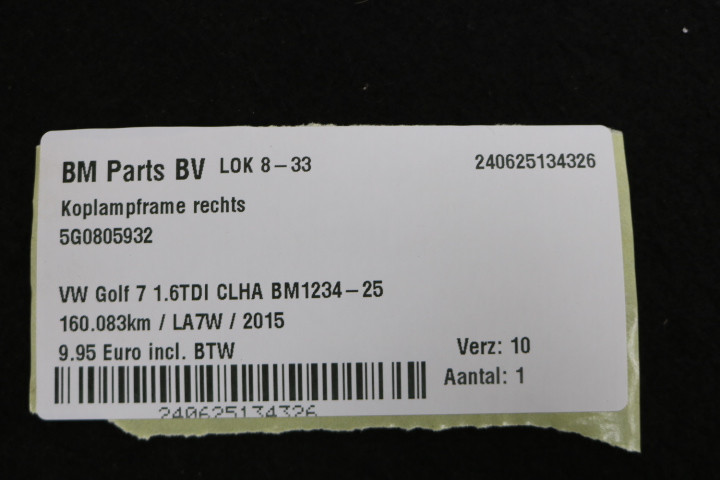 BM Parts BV LOK 8-33 240625134326
Koplampframe rechts
5G0805932
VW Golf 7 1.6TDI CLHA BM1234-25
160.083km / LA7W / 2015
9.95 Euro incl. BTW Verz: 10
Aantal: 1
240625134326